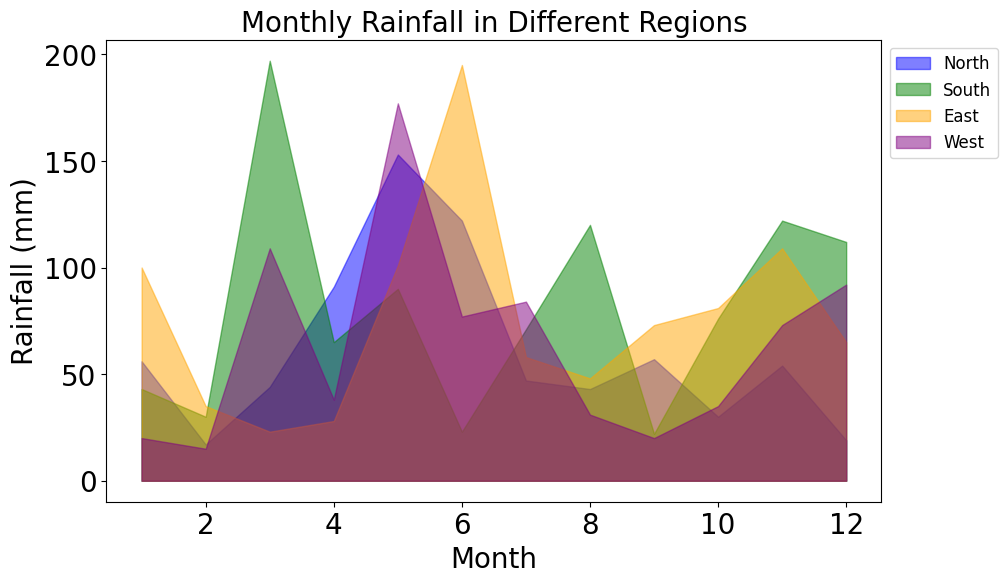 Monthly Rainfall in Different Regions
North
South
East
West
Rainfall (mm)
200
150
100
50
0
2 4 6 8 10 12
Month